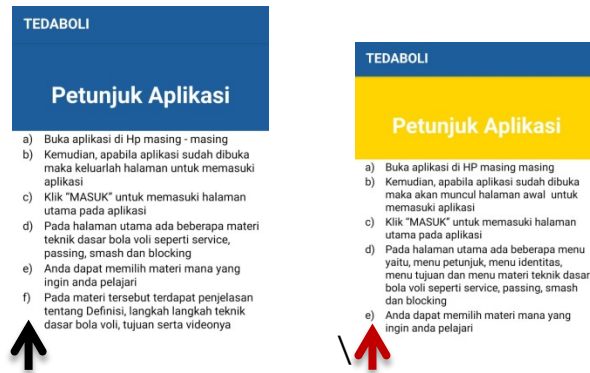 TEDABOLI
Petunjuk Aplikasi
a) Buka aplikasi di Hp masing - masing
b) Kemudian, apabila aplikasi sudah dibuka
maka keluarlah halaman untuk memasuki
aplikasi
c) Klik “MASUK” untuk memasuki halaman
utama pada aplikasi
d) Pada halaman utama ada beberapa materi
teknik dasar bola voli seperti service,
passing, smash dan blocking
e) Anda dapat memilih materi mana yang
ingin anda pelajari
f) Pada materi tersebut terdapat penjelasan
tentang Definisi, langkah langkah teknik
dasar bola voli, tujuan serta videonya
TEDABOLI
Petunjuk Aplikasi
a) Buka aplikasi di HP masing masing
b) Kemudian, apabila aplikasi sudah dibuka
maka akan muncul halaman awal untuk
memasuki aplikasi
c) Klik “MASUK” untuk memasuki halaman
utama pada aplikasi
d) Pada halaman utama ada beberapa menu
yaitu, menu petunjuk, menu identitas,
menu tujuan dan menu materi teknik dasar
bola voli seperti service, passing, smash
dan blocking
e) Anda dapat memilih materi mana yang
ingin anda pelajari
\